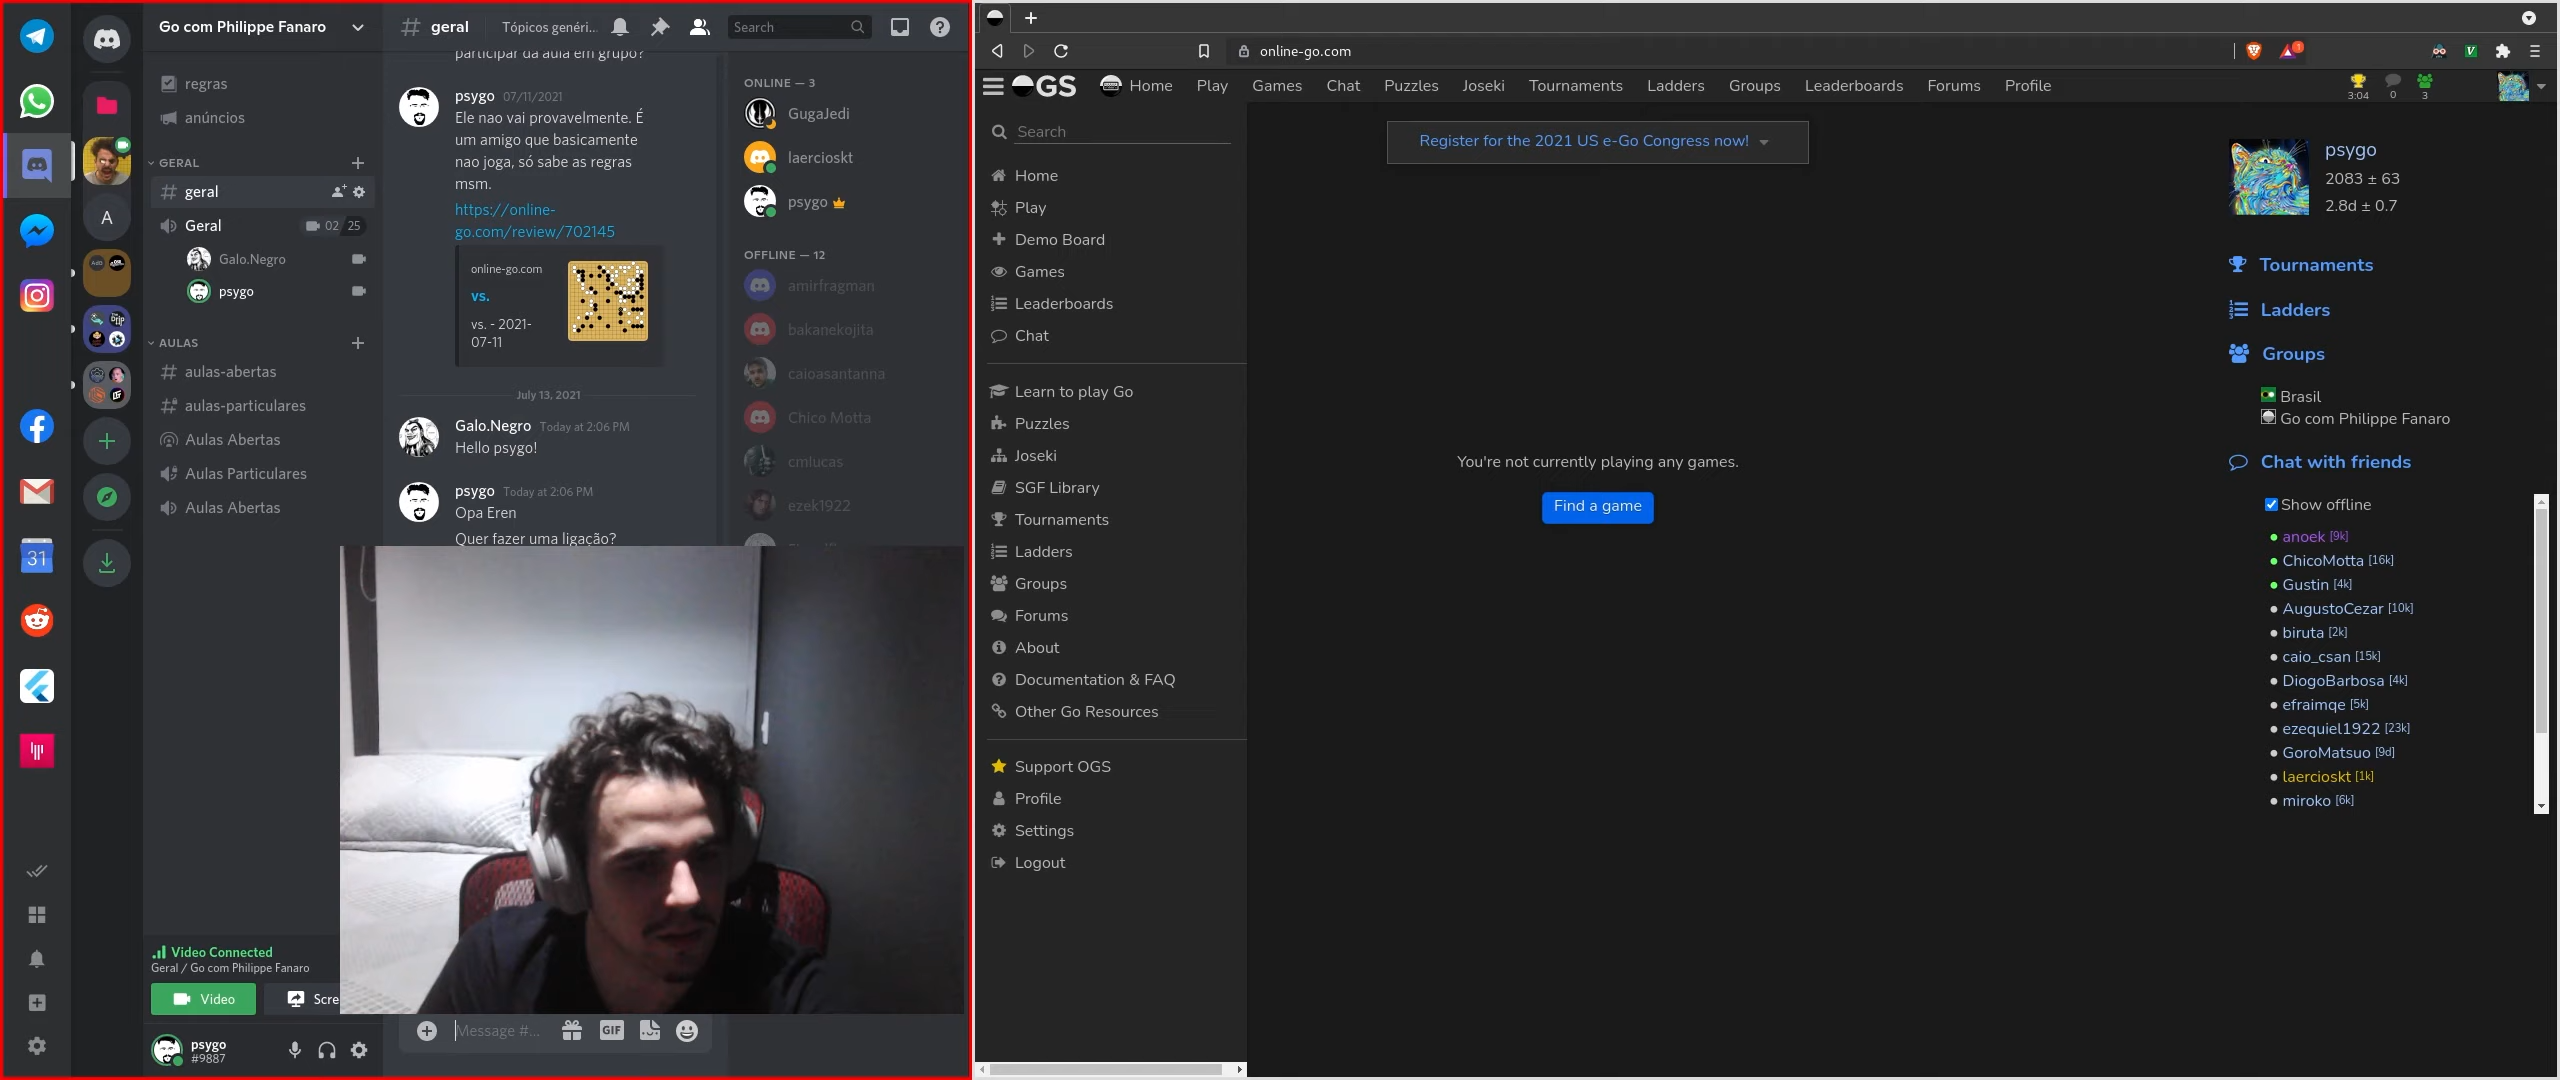 Go com Philippe Fanaro
regras
anúncios
GERAL
geral
Geral
02 25
Galo.Negro
psygo
AULAS
aulas-abertas
aulas-particulares
Aulas Abertas
Aulas Particulares
Aulas Abertas
A
31
Video Connected
Geral / Go com Philippe Fanaro
Video
Scre
psygo
#9887
geral
Tópicos genéri...
Search
participar da aula em grupo?
psygo 07/11/2021
Ele nao vai provavelmente. É
um amigo que basicamente
nao joga, só sabe as regras
msm.
https://online-
go.com/review/702145
online-go.com
vs.
vs. - 2021-
07-11
July 13, 2021
Galo.Negro Today at 2:06 PM
Hello psygo!
psygo Today at 2:06 PM
Opa Eren
Quer fazer uma ligação?
Message #...
GIF
ONLINE — 3
GugaJedi
laercioskt
psygo
OFFLINE — 12
amirfragman
bakanekojita
caioasantanna
Chico Motta
cmlucas
ezek1922
online-go.com
1
OGS
Home
Play
Games
Chat
Puzzles
Joseki
Tournaments
Ladders
Groups
Leaderboards
Forums
Profile
3:04
0
3
Search
Home
Play
Demo Board
Games
Leaderboards
Chat
Learn to play Go
Puzzles
Joseki
SGF Library
Tournaments
Ladders
Groups
Forums
About
Documentation & FAQ
Other Go Resources
Support OGS
Profile
Settings
Logout
Register for the 2021 US e-Go Congress now!
You're not currently playing any games.
Find a game
psygo
2083 ± 63
2.8d ± 0.7
Tournaments
Ladders
Groups
Brasil
Go com Philippe Fanaro
Chat with friends
Show offline
anoek [9k]
ChicoMotta [16k]
Gustin [4k]
AugustoCezar [10k]
biruta [2k]
caio_csan [15k]
DiogoBarbosa [4k]
efraimqe [5k]
ezequiel1922 [23k]
GoroMatsuo [9d]
laercioskt [1k]
miroko [6k]